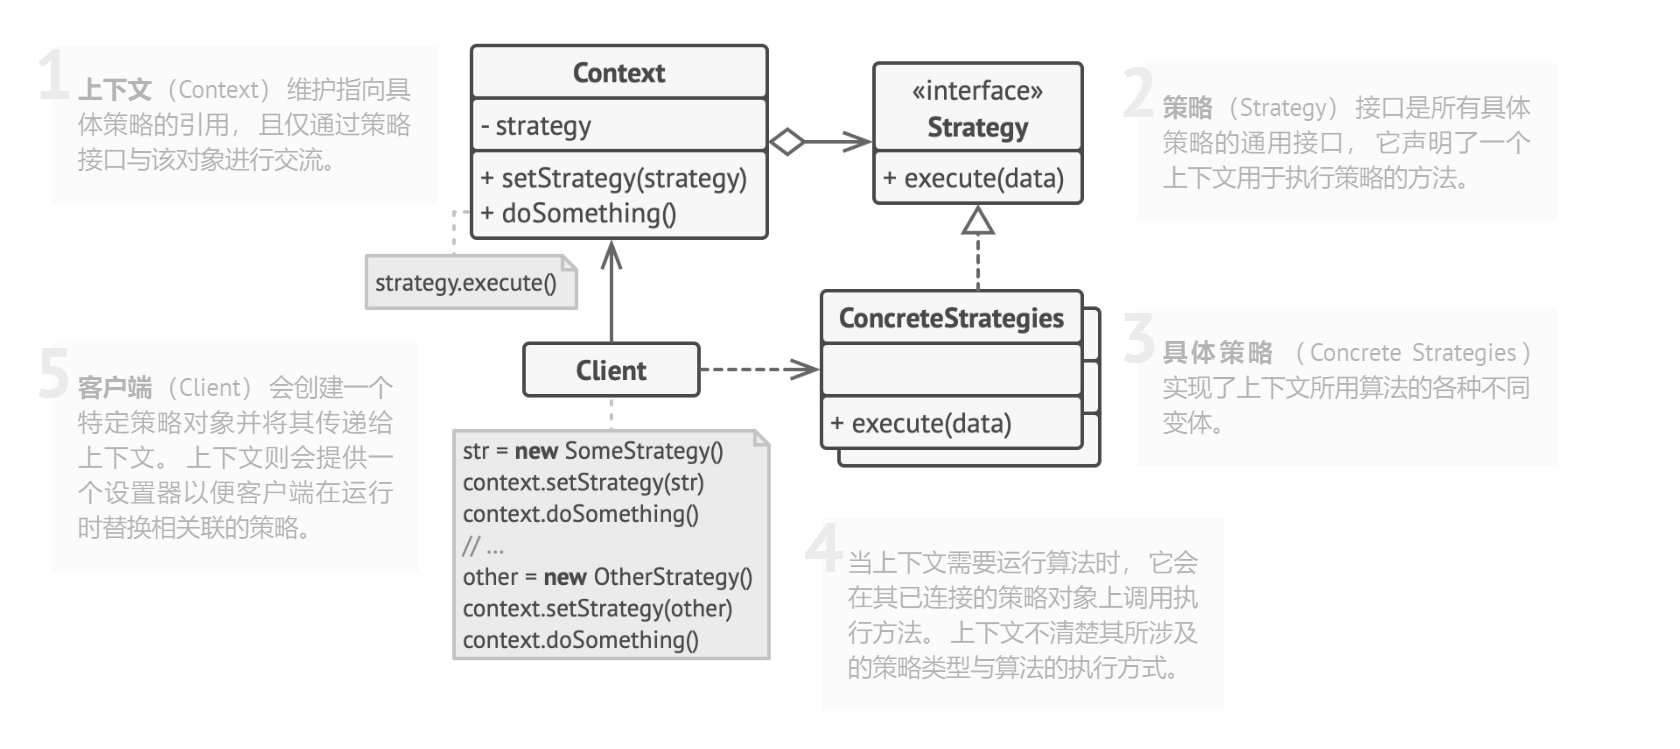 1
上下文（Context） 维护指向具
体策略的引用， 且仅通过策略
接口与该对象进行交流。
Context
- strategy
+ setStrategy(strategy)
+ doSomething()
strategy.execute()
«interface»
Strategy
+ execute(data)
2
策略（Strategy） 接口是所有具体
策略的通用接口， 它声明了一个
上下文用于执行策略的方法。
ConcreteStrategies
+ execute(data)
3
具体策略 （Concrete Strategies）
实现了上下文所用算法的各种不同
变体。
Client
str = new SomeStrategy()
context.setStrategy(str)
context.doSomething()
// ...
other = new OtherStrategy()
context.setStrategy(other)
context.doSomething()
4
当上下文需要运行算法时， 它会
在其已连接的策略对象上调用执
行方法。 上下文不清楚其所涉及
的策略类型与算法的执行方式。
5
客户端（Client） 会创建一个
特定策略对象并将其传递给
上下文。 上下文则会提供一
个设置器以便客户端在运行
时替换相关联的策略。